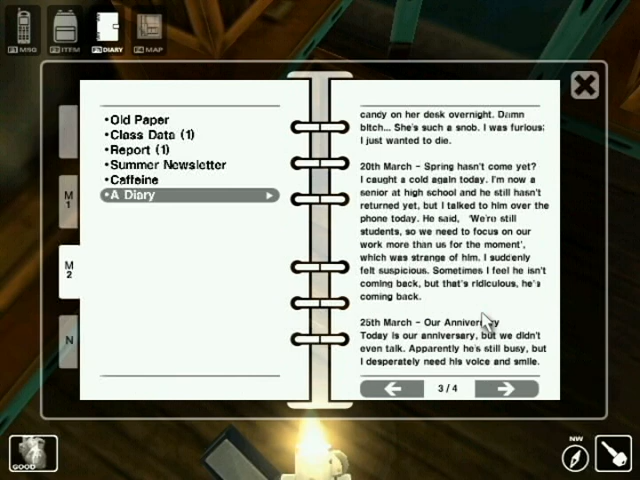 MSG
ITEM
DIARY
MAP
M
1
M
2
N
•Old Paper
•Class Data (1)
•Report (1)
•Summer Newsletter
•Caffeine
•A Diary
candy on her desk overnight. Damn
bitch... She's such a snob. I was furious;
I just wanted to die.
20th March - Spring hasn't come yet?
I caught a cold again today. I'm now a
senior at high school and he still hasn't
returned yet, but I talked to him over the
phone today. He said, 'We're still
students, so we need to focus on our
work more than us for the moment',
which was strange of him. I suddenly
felt suspicious. Sometimes I feel he isn't
coming back, but that's ridiculous, he's
coming back.
25th March - Our Anniversary
Today is our anniversary, but we didn't
even talk. Apparently he's still busy, but
I desperately need his voice and smile.
3 / 4
GOOD
NW